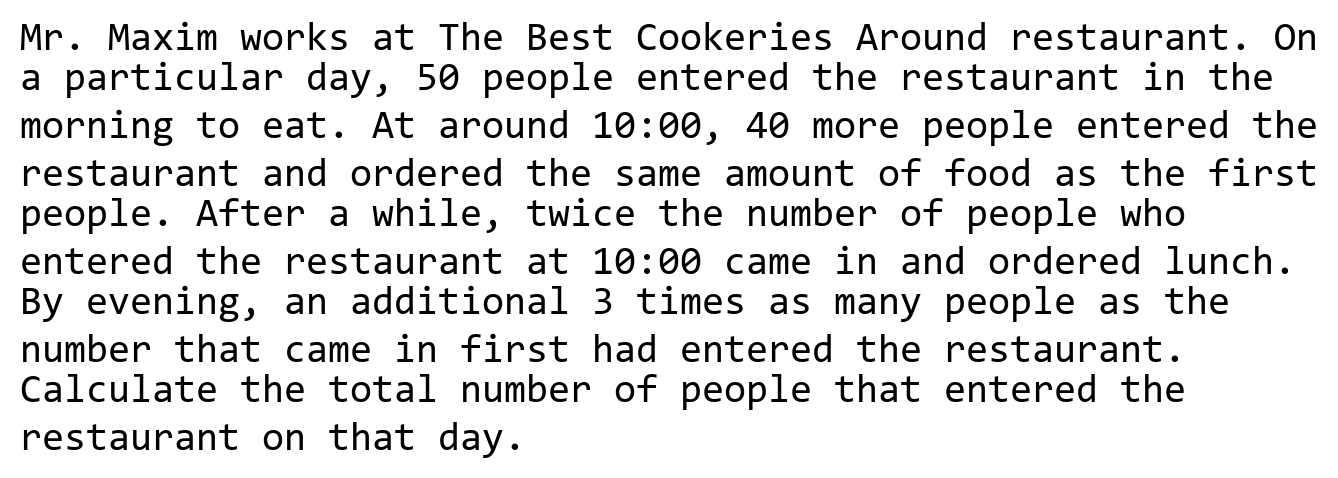 Mr. Maxim works at The Best Cookeries Around restaurant. On
a particular day, 50 people entered the restaurant in the
morning to eat. At around 10:00, 40 more people entered the
restaurant and ordered the same amount of food as the first
people. After a while, twice the number of people who
entered the restaurant at 10:00 came in and ordered lunch.
By evening, an additional 3 times as many people as the
number that came in first had entered the restaurant.
Calculate the total number of people that entered the
restaurant on that day.